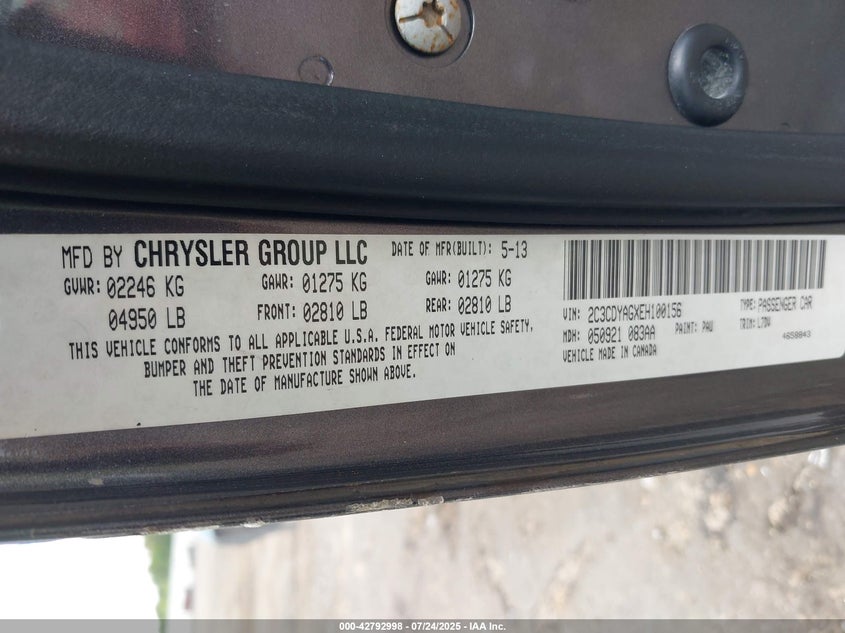 MFD BY CHRYSLER GROUP LLC DATE OF MFR(BUILT): 5-13
GVWR: 02246 KG GAWR: 01275 KG GAWR: 01275 KG
04950 LB FRONT: 02810 LB REAR: 02810 LB
THIS VEHICLE CONFORMS TO ALL APPLICABLE U.S.A. FEDERAL MOTOR VEHICLE SAFETY,
BUMPER AND THEFT PREVENTION STANDARDS IN EFFECT ON
THE DATE OF MANUFACTURE SHOWN ABOVE.
VIN: 2C3CDYAGXEH100156 TYPE: PASSENGER CAR
MDH: 050921 083AA PAINT: PAU TRIM: L7DV
VEHICLE MADE IN CANADA 4658843
000-42792998 - 07/24/2025 - IAA Inc.